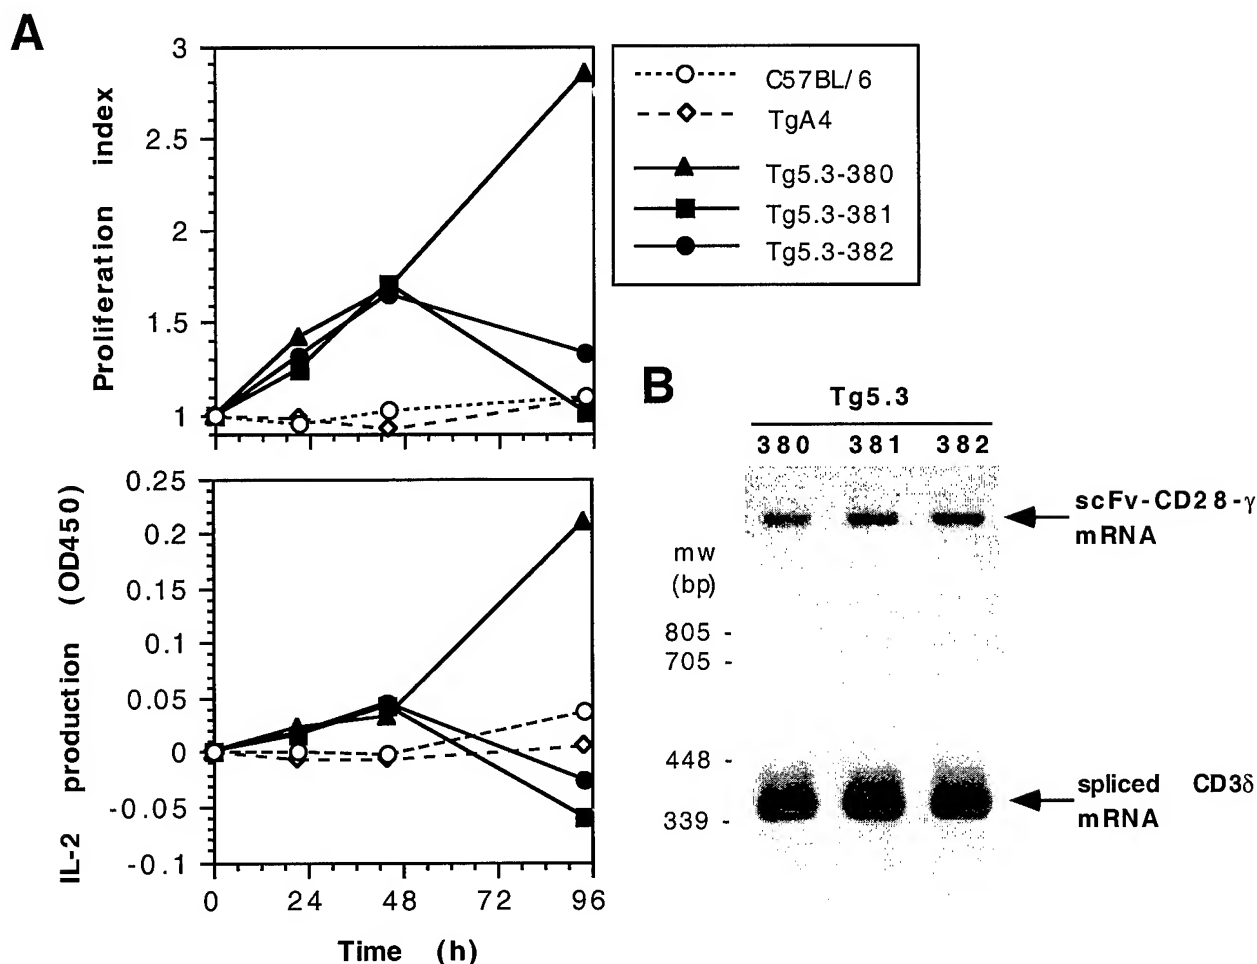 A
3
2.5
2
1.5
1
Proliferation index
C57BL/6
TgA4
Tg5.3-380
Tg5.3-381
Tg5.3-382
0.25
0.2
0.15
0.1
0.05
0
-0.05
-0.1
IL-2 production (OD450)
0 24 48 72 96
Time (h)
B
Tg5.3
380 381 382
scFv-CD28-γ
mRNA
mw
(bp)
805 -
705 -
448 -
339 -
spliced CD3δ
mRNA